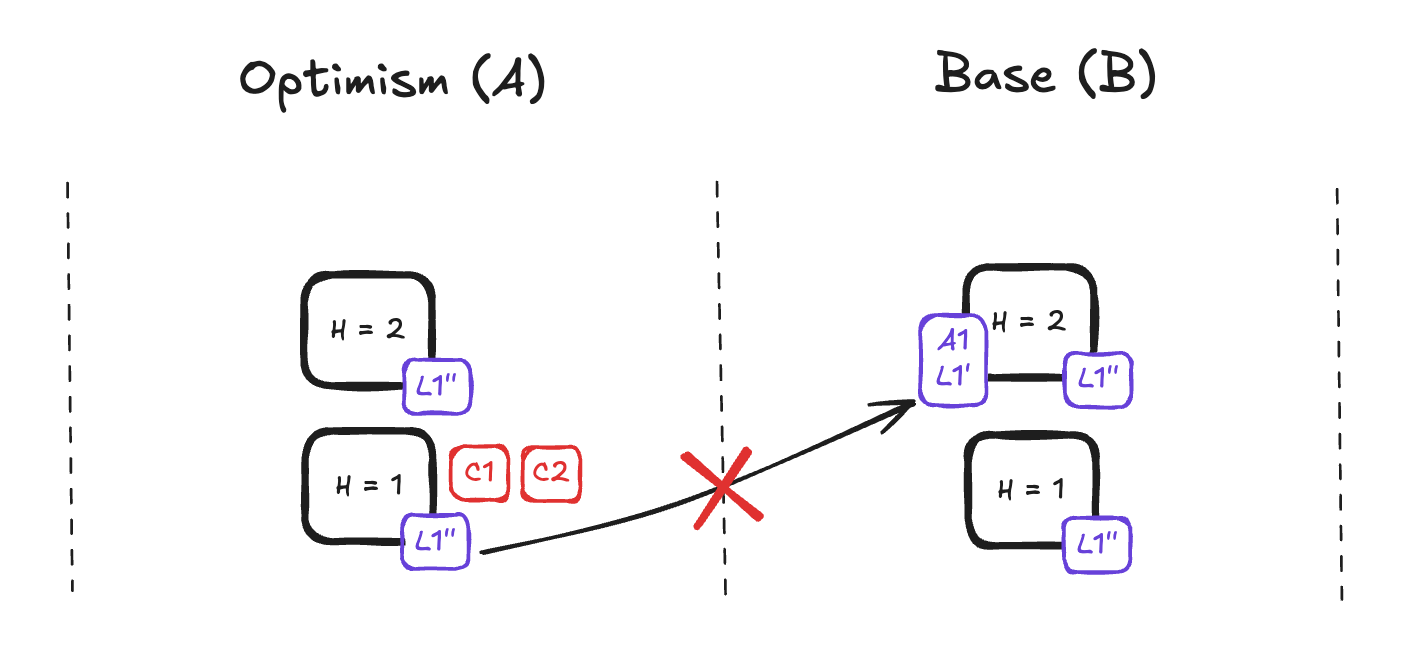 Optimism (A)
Base (B)
H = 2
L1"
H = 1
C1
C2
L1"
H = 2
A1
L1'
L1"
H = 1
L1"